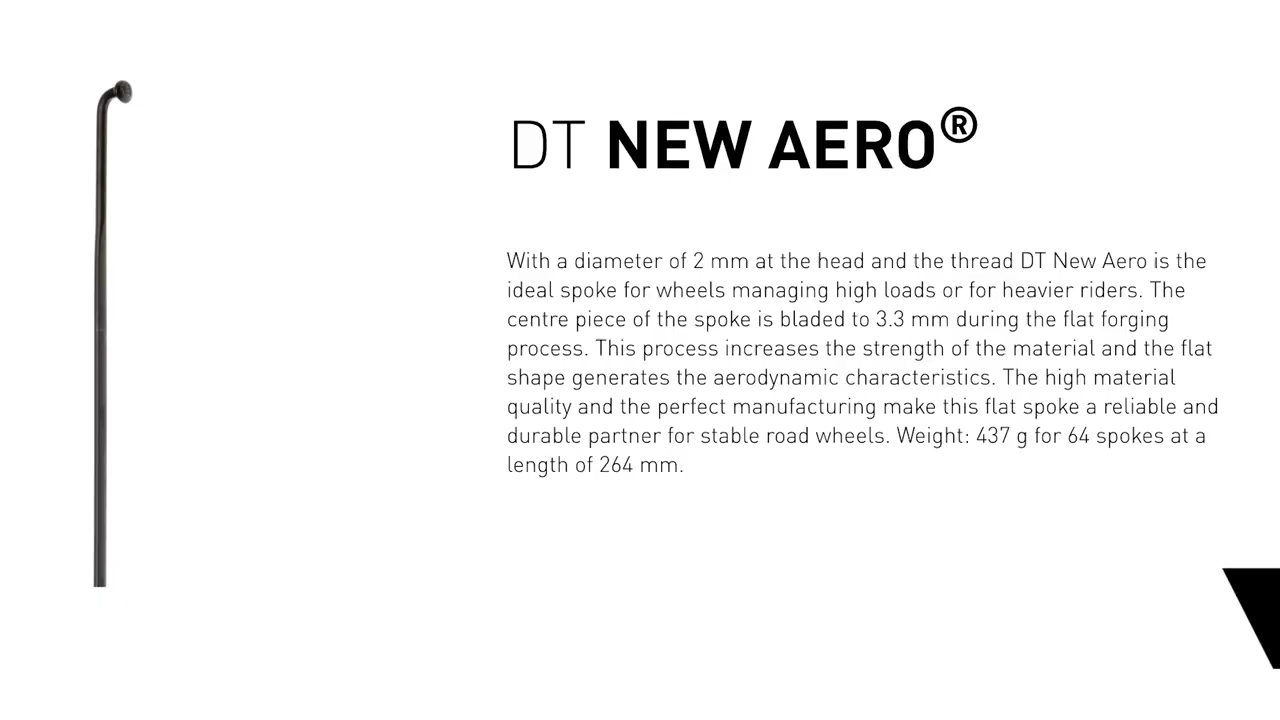 DT NEW AERO®
With a diameter of 2 mm at the head and the thread DT New Aero is the
ideal spoke for wheels managing high loads or for heavier riders. The
centre piece of the spoke is bladed to 3.3 mm during the flat forging
process. This process increases the strength of the material and the flat
shape generates the aerodynamic characteristics. The high material
quality and the perfect manufacturing make this flat spoke a reliable and
durable partner for stable road wheels. Weight: 437 g for 64 spokes at a
length of 264 mm.